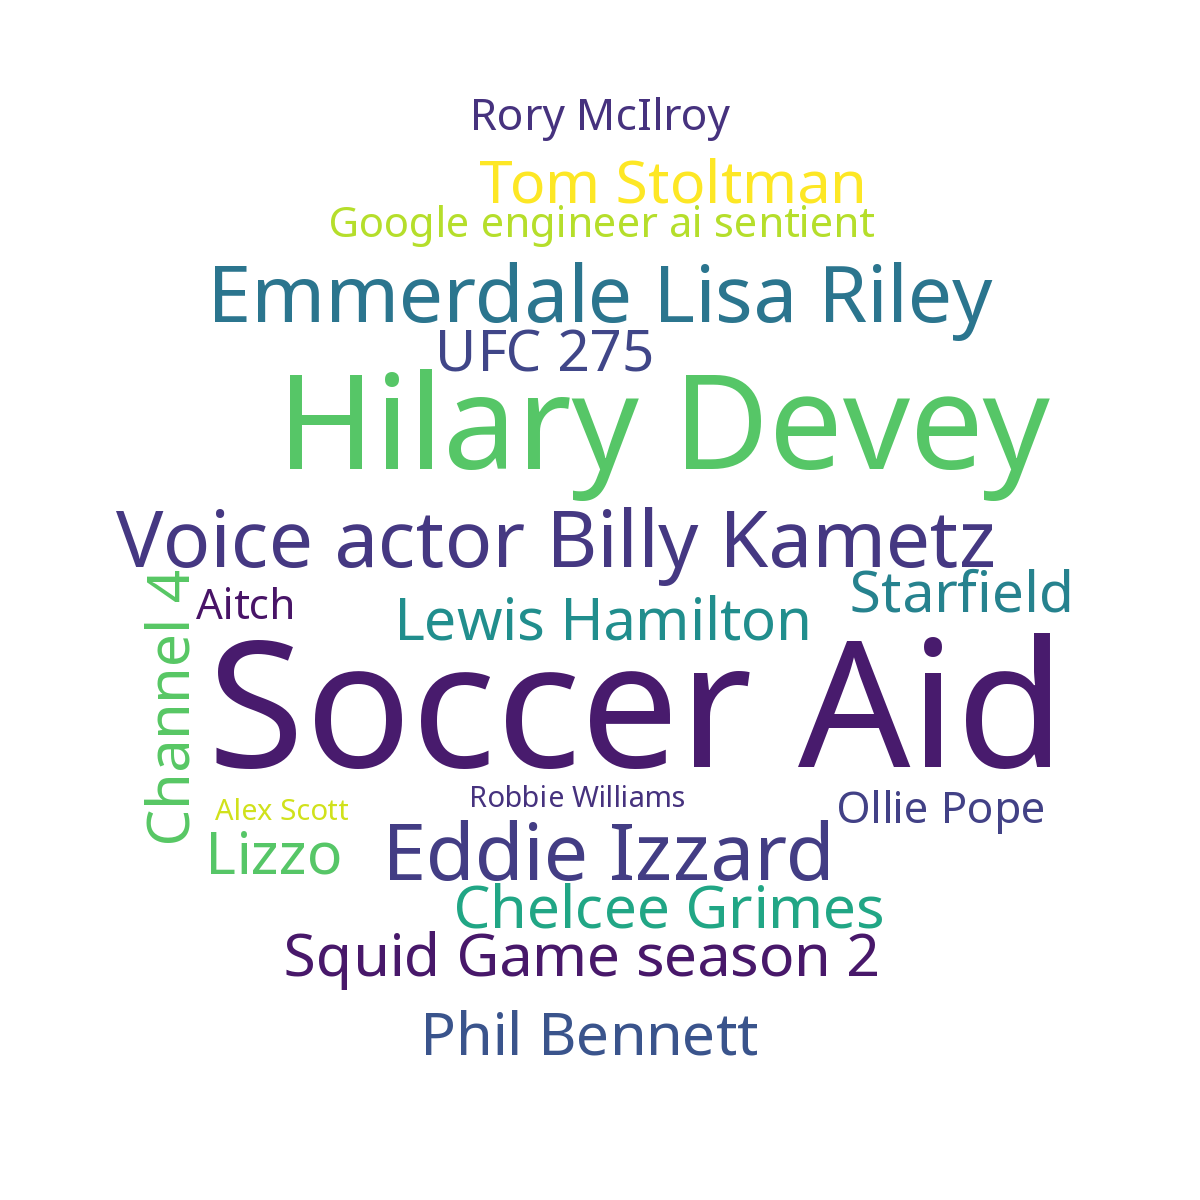 Rory McIlroy
Tom Stoltman
Google engineer ai sentient
Emmerdale Lisa Riley
UFC 275
Hilary Devey
Voice actor Billy Kametz
Channel 4
Aitch
Lewis Hamilton
Starfield
Soccer Aid
Alex Scott
Robbie Williams
Ollie Pope
Lizzo
Eddie Izzard
Chelcee Grimes
Squid Game season 2
Phil Bennett